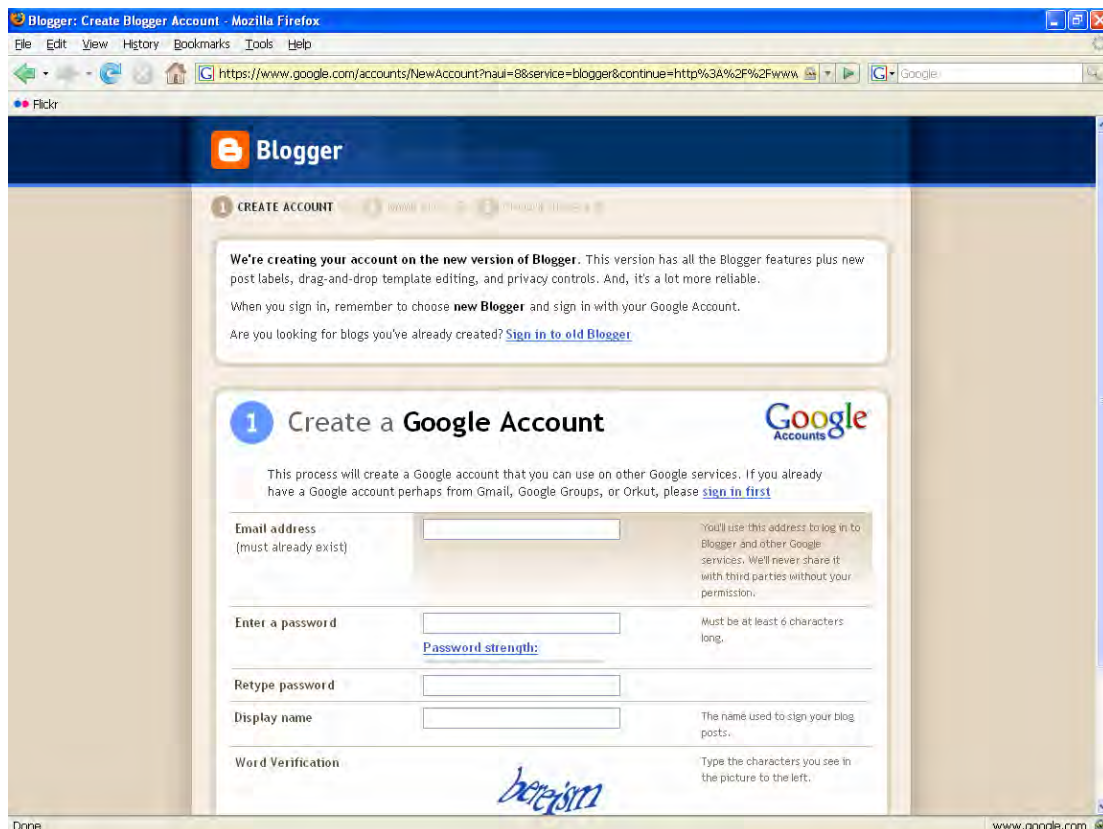 Blogger: Create Blogger Account - Mozilla Firefox
File Edit View History Bookmarks Tools Help
https://www.google.com/accounts/NewAccount?naui=8&service=blogger&continue=http%3A%2F%2Fwww
Google
Flickr
Blogger
1 CREATE ACCOUNT
We're creating your account on the new version of Blogger. This version has all the Blogger features plus new
post labels, drag-and-drop template editing, and privacy controls. And, it's a lot more reliable.
When you sign in, remember to choose new Blogger and sign in with your Google Account.
Are you looking for blogs you've already created? Sign in to old Blogger
1 Create a Google Account
Google
Accounts
This process will create a Google account that you can use on other Google services. If you already
have a Google account perhaps from Gmail, Google Groups, or Orkut, please sign in first
Email address
(must already exist)
You'll use this address to log in to
Blogger and other Google
services. We'll never share it
with third parties without your
permission.
Enter a password
Must be at least 6 characters
long.
Password strength:
Retype password
Display name
The name used to sign your blog
posts.
Word Verification
Type the characters you see in
the picture to the left.
bereism
Done
www.google.com